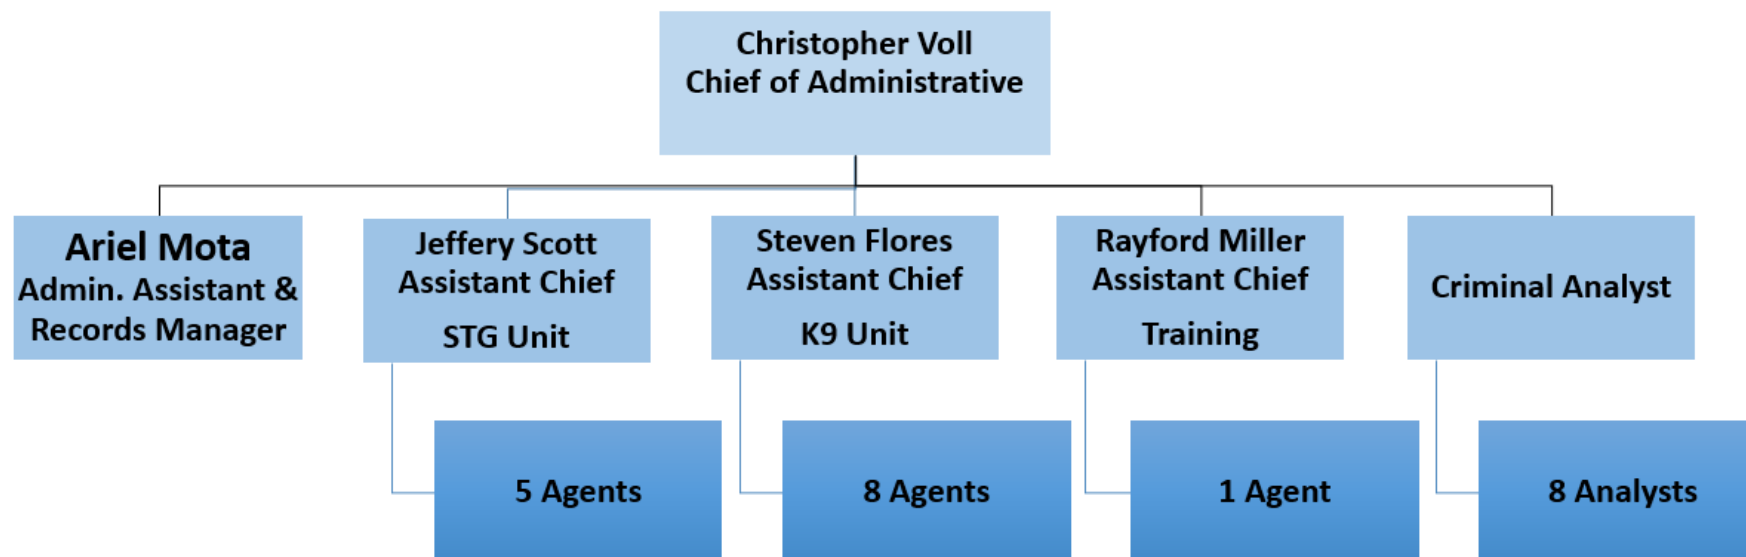 Christopher Voll
Chief of Administrative
Ariel Mota
Admin. Assistant &
Records Manager
Jeffery Scott
Assistant Chief
STG Unit
Steven Flores
Assistant Chief
K9 Unit
Rayford Miller
Assistant Chief
Training
Criminal Analyst
5 Agents
8 Agents
1 Agent
8 Analysts